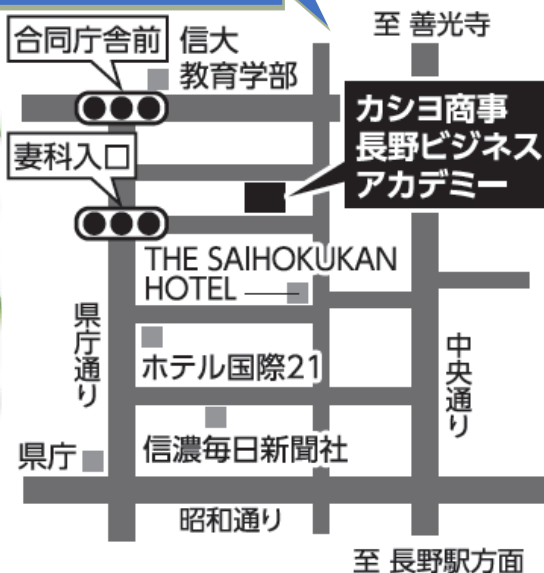 至 善光寺
合同庁舎前
信大
教育学部
カシヨ商事
長野ビジネス
アカデミー
妻科入口
THE SAIHOKUKAN
HOTEL
県庁通り
中央通り
ホテル国際21
信濃毎日新聞社
県庁
昭和通り
至 長野駅方面